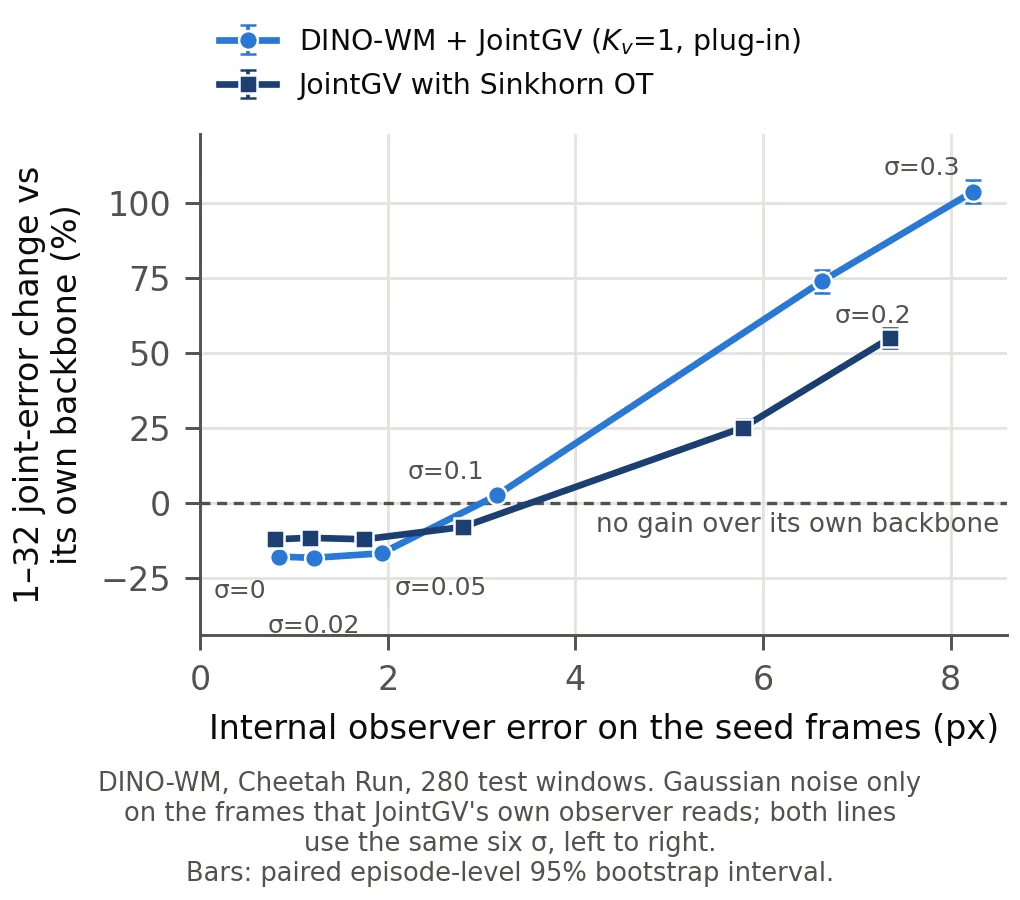 DINO-WM + JointGV (Kv=1, plug-in)
JointGV with Sinkhorn OT
1–32 joint-error change vs
its own backbone (%)
100
75
50
25
0
−25
σ=0.3
σ=0.2
σ=0.1
no gain over its own backbone
σ=0
σ=0.05
σ=0.02
0 2 4 6 8
Internal observer error on the seed frames (px)
DINO-WM, Cheetah Run, 280 test windows. Gaussian noise only
on the frames that JointGV's own observer reads; both lines
use the same six σ, left to right.
Bars: paired episode-level 95% bootstrap interval.